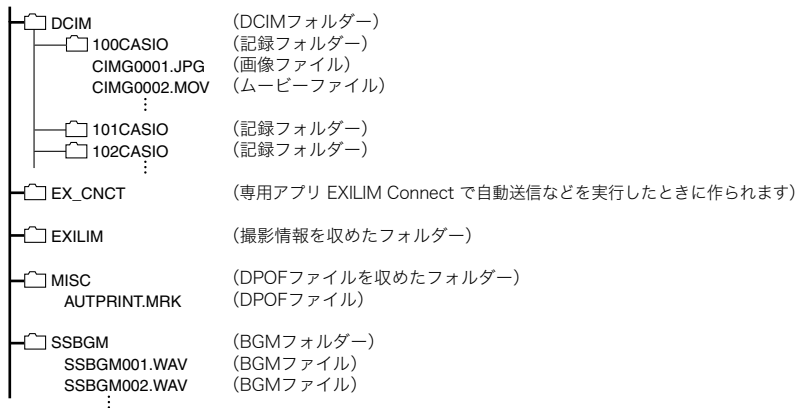 DCIM （DCIMフォルダー）
100CASIO （記録フォルダー）
CIMG0001.JPG （画像ファイル）
CIMG0002.MOV （ムービーファイル）
101CASIO （記録フォルダー）
102CASIO （記録フォルダー）
EX_CNCT （専用アプリ EXILIM Connect で自動送信などを実行したときに作られます）
EXILIM （撮影情報を収めたフォルダー）
MISC （DPOFファイルを収めたフォルダー）
AUTPRINT.MRK （DPOFファイル）
SSBGM （BGMフォルダー）
SSBGM001.WAV （BGMファイル）
SSBGM002.WAV （BGMファイル）